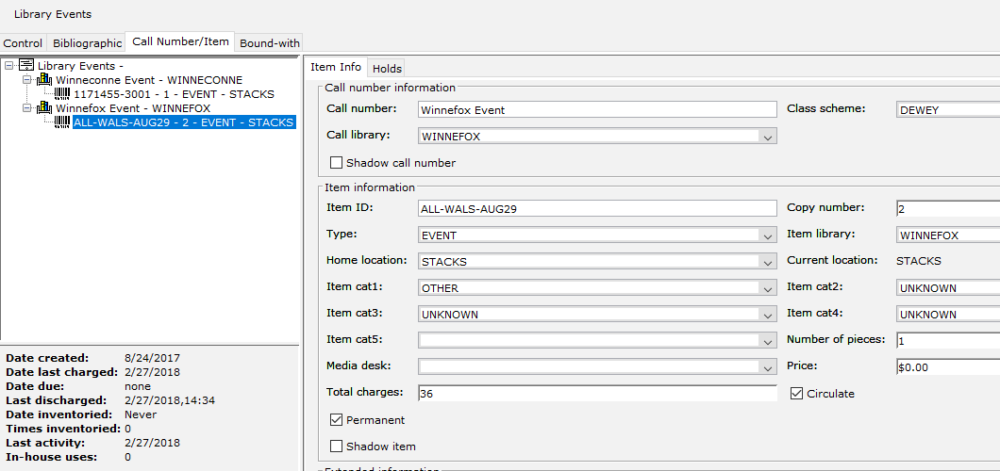 Library Events
Control Bibliographic Call Number/Item Bound-with
Library Events -
Winneconne Event - WINNECONNE
1171455-3001 - 1 - EVENT - STACKS
Winnefox Event - WINNEFOX
ALL-WALS-AUG29 - 2 - EVENT - STACKS
Date created: 8/24/2017
Date last charged: 2/27/2018
Date due: none
Last discharged: 2/27/2018,14:34
Date inventoried: Never
Times inventoried: 0
Last activity: 2/27/2018
In-house uses: 0
Item Info Holds
Call number information
Call number: Winnefox Event Class scheme: DEWEY
Call library: WINNEFOX
Shadow call number
Item information
Item ID: ALL-WALS-AUG29 Copy number: 2
Type: EVENT Item library: WINNEFOX
Home location: STACKS Current location: STACKS
Item cat1: OTHER Item cat2: UNKNOWN
Item cat3: UNKNOWN Item cat4: UNKNOWN
Item cat5: Number of pieces: 1
Media desk: Price: $0.00
Total charges: 36 Circulate
Permanent
Shadow item
Extended information